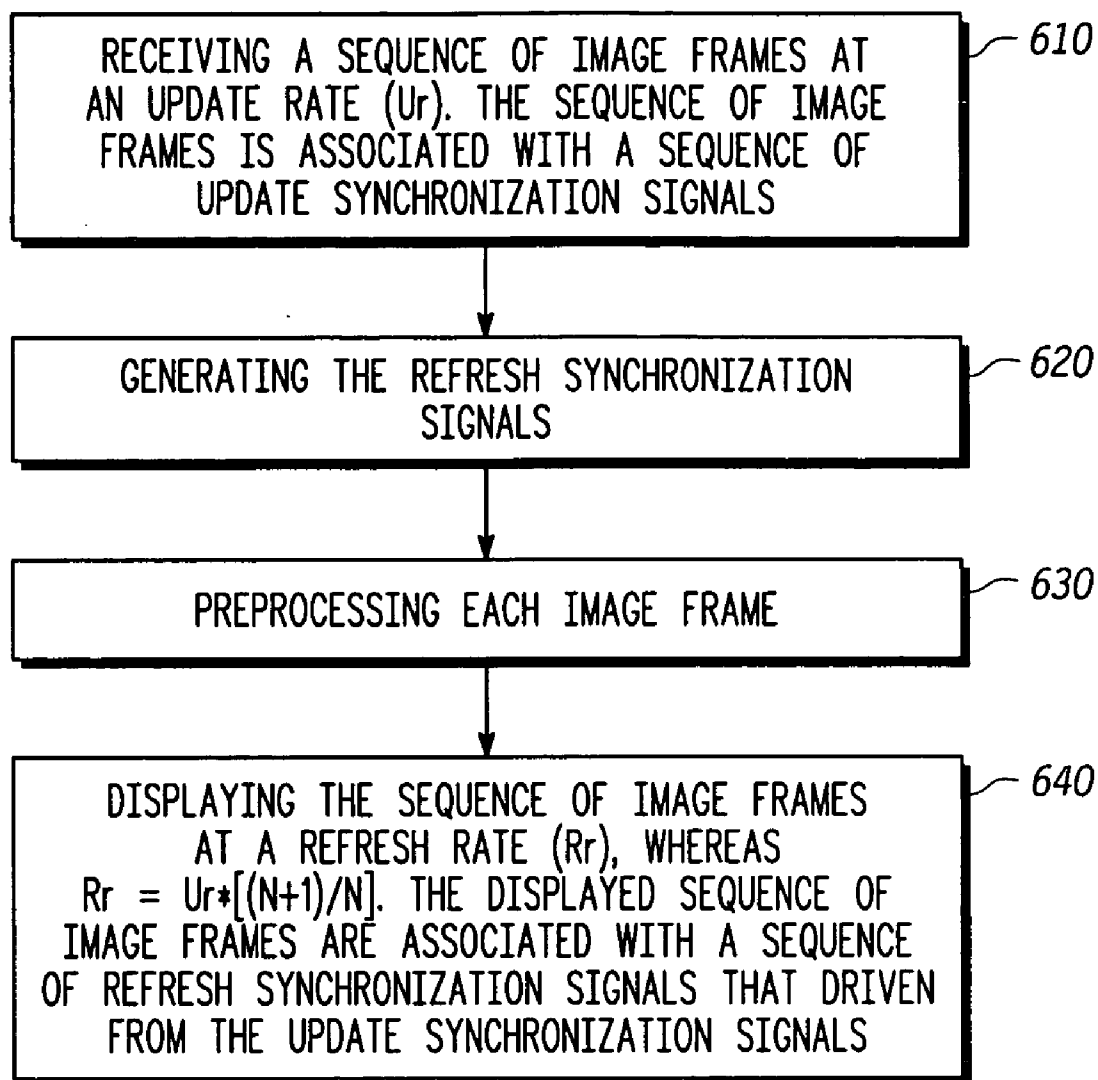 RECEIVING A SEQUENCE OF IMAGE FRAMES AT
AN UPDATE RATE (Ur). THE SEQUENCE OF IMAGE
FRAMES IS ASSOCIATED WITH A SEQUENCE OF
UPDATE SYNCHRONIZATION SIGNALS
610
GENERATING THE REFRESH SYNCHRONIZATION
SIGNALS
620
PREPROCESSING EACH IMAGE FRAME
630
DISPLAYING THE SEQUENCE OF IMAGE FRAMES
AT A REFRESH RATE (Rr), WHEREAS
Rr = Ur*[(N+1)/N]. THE DISPLAYED SEQUENCE OF
IMAGE FRAMES ARE ASSOCIATED WITH A SEQUENCE
OF REFRESH SYNCHRONIZATION SIGNALS THAT DRIVEN
FROM THE UPDATE SYNCHRONIZATION SIGNALS
640